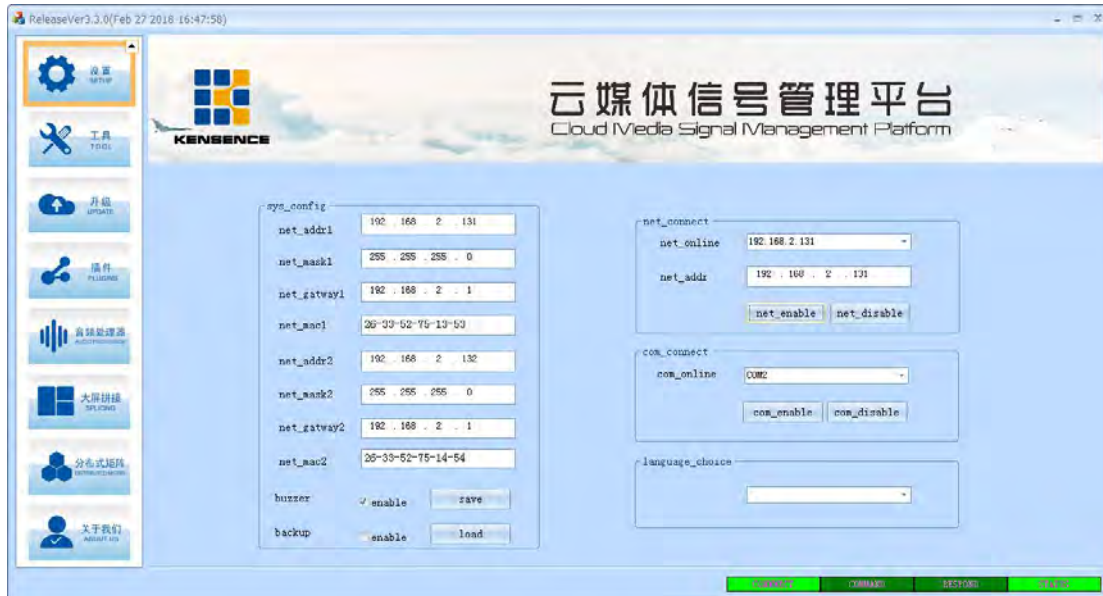 ReleaseVer3.3.0(Feb 27 2018 16:47:58)
设置
SETUP
工具
TOOL
升级
UPDATE
插件
PLUGINS
音频处理器
大屏拼接
SPLICING
分布式矩阵
关于我们
ABOUT US
KENSENCE
云媒体信号管理平台
Cloud Media Signal Management Platform
sys_config
net_addr1 192 . 168 . 2 . 131
net_mask1 255 . 255 . 255 . 0
net_gatway1 192 . 168 . 2 . 1
net_mac1 26-33-52-75-13-53
net_addr2 192 . 168 . 2 . 132
net_mask2 255 . 255 . 255 . 0
net_gatway2 192 . 168 . 2 . 1
net_mac2 26-33-52-75-14-54
buzzer enable save
backup enable load
net_connect
net_online 192.168.2.131
net_addr 192 . 168 . 2 . 131
net_enable net_disable
com_connect
com_online COM2
com_enable com_disable
language_choice
CONNECT COMMAND RESPOND STATUS